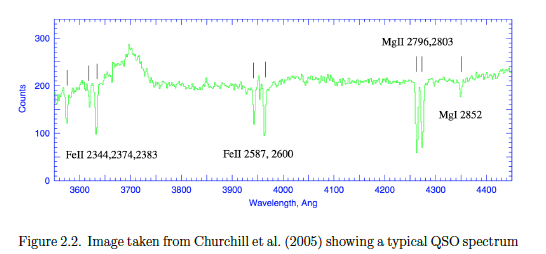 MgII 2796,2803
300
200
100
0
Counts
MgI 2852
FeII 2344,2374,2383
FeII 2587, 2600
3600 3700 3800 3900 4000 4100 4200 4300 4400
Wavelength, Ang
Figure 2.2. Image taken from Churchill et al. (2005) showing a typical QSO spectrum